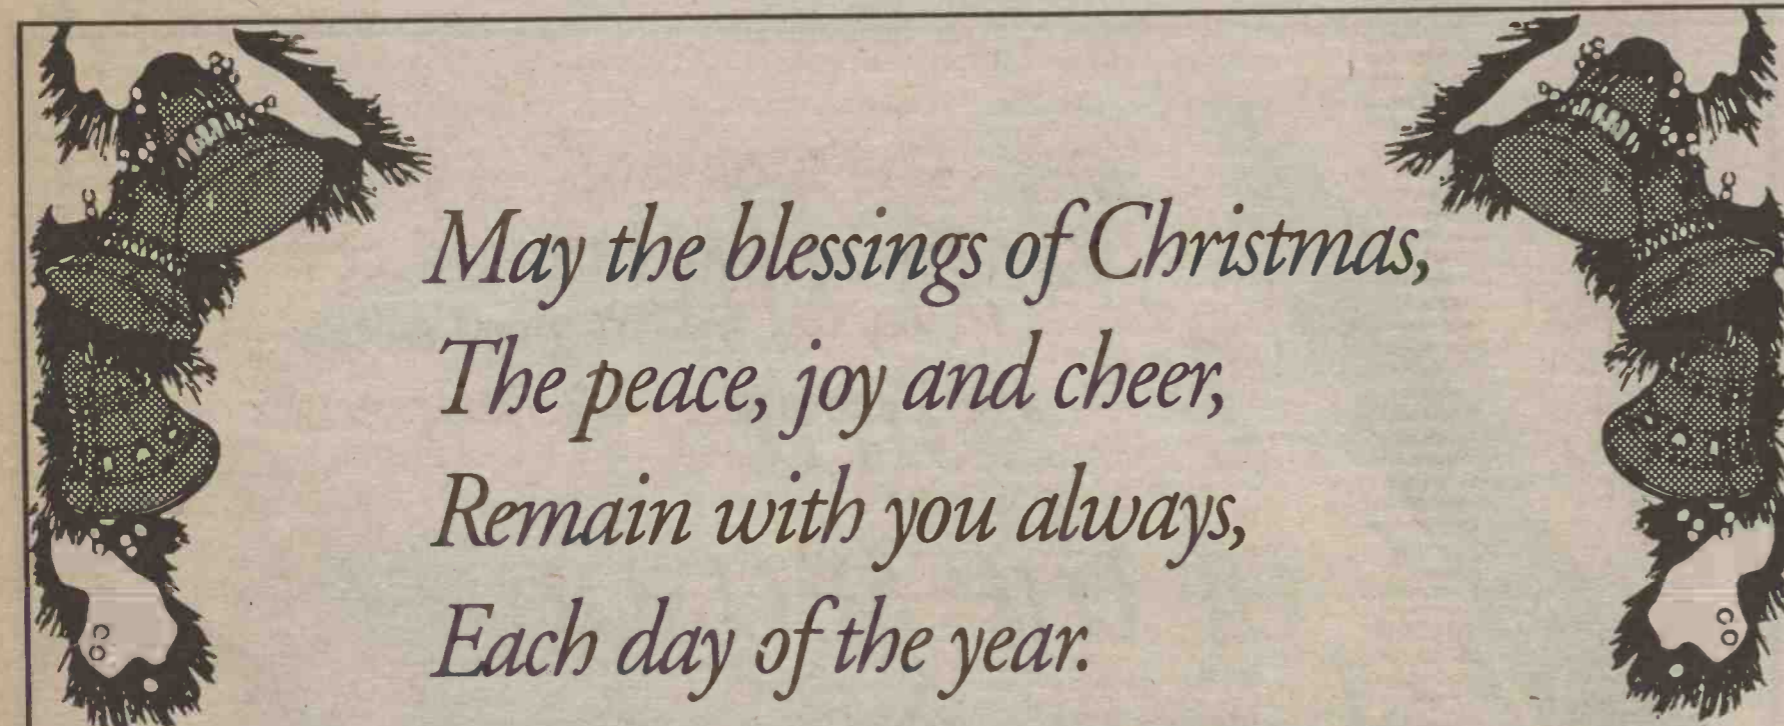 May the blessings of Christmas,
The peace, joy and cheer,
Remain with you always,
Each day of the year.